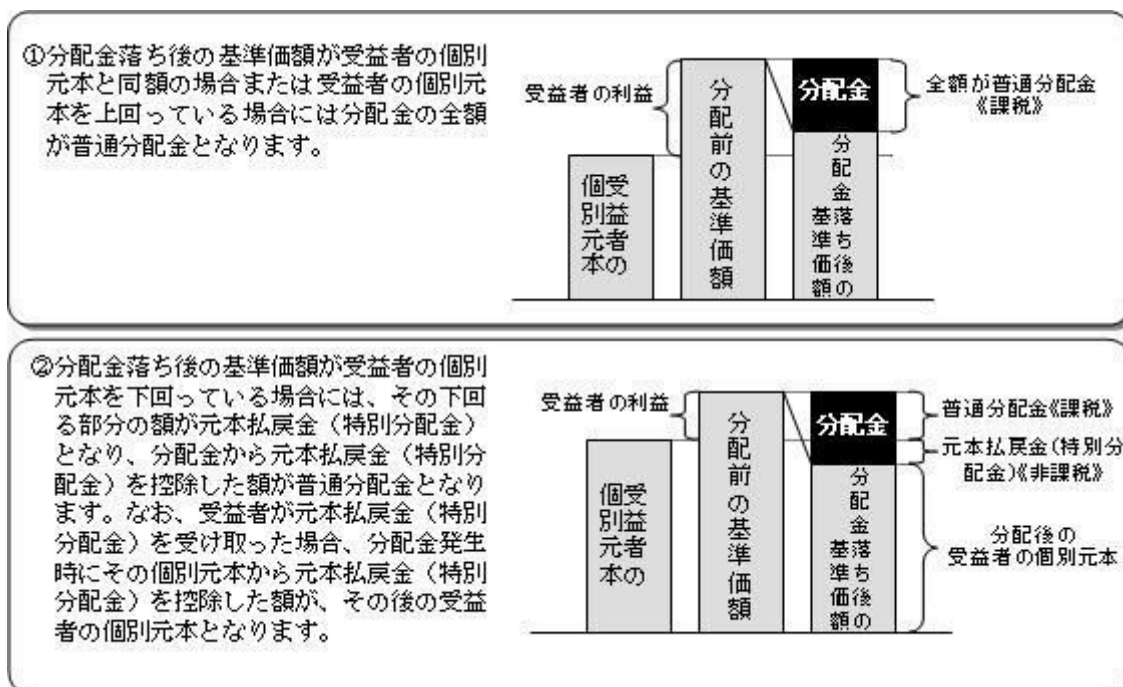 ①分配金落ち後の基準価額が受益者の個別
元本と同額の場合または受益者の個別元
本を上回っている場合には分配金の全額
が普通分配金となります。
受益者の利益
個別元本
受益者の
分配前の基準価額
分配金
分配金落ち後の
基準価額
全額が普通分配金
《課税》
②分配金落ち後の基準価額が受益者の個別
元本を下回っている場合には、その下回
る部分の額が元本払戻金（特別分配金）
となり、分配金から元本払戻金（特別分
配金）を控除した額が普通分配金となり
ます。なお、受益者が元本払戻金（特別
分配金）を受け取った場合、分配金発生
時にその個別元本から元本払戻金（特別
分配金）を控除した額が、その後の受益
者の個別元本となります。
受益者の利益
個別元本
受益者の
分配前の基準価額
分配金
分配金落ち後の
基準価額
普通分配金《課税》
元本払戻金(特別分
配金)《非課税》
分配後の
受益者の個別元本